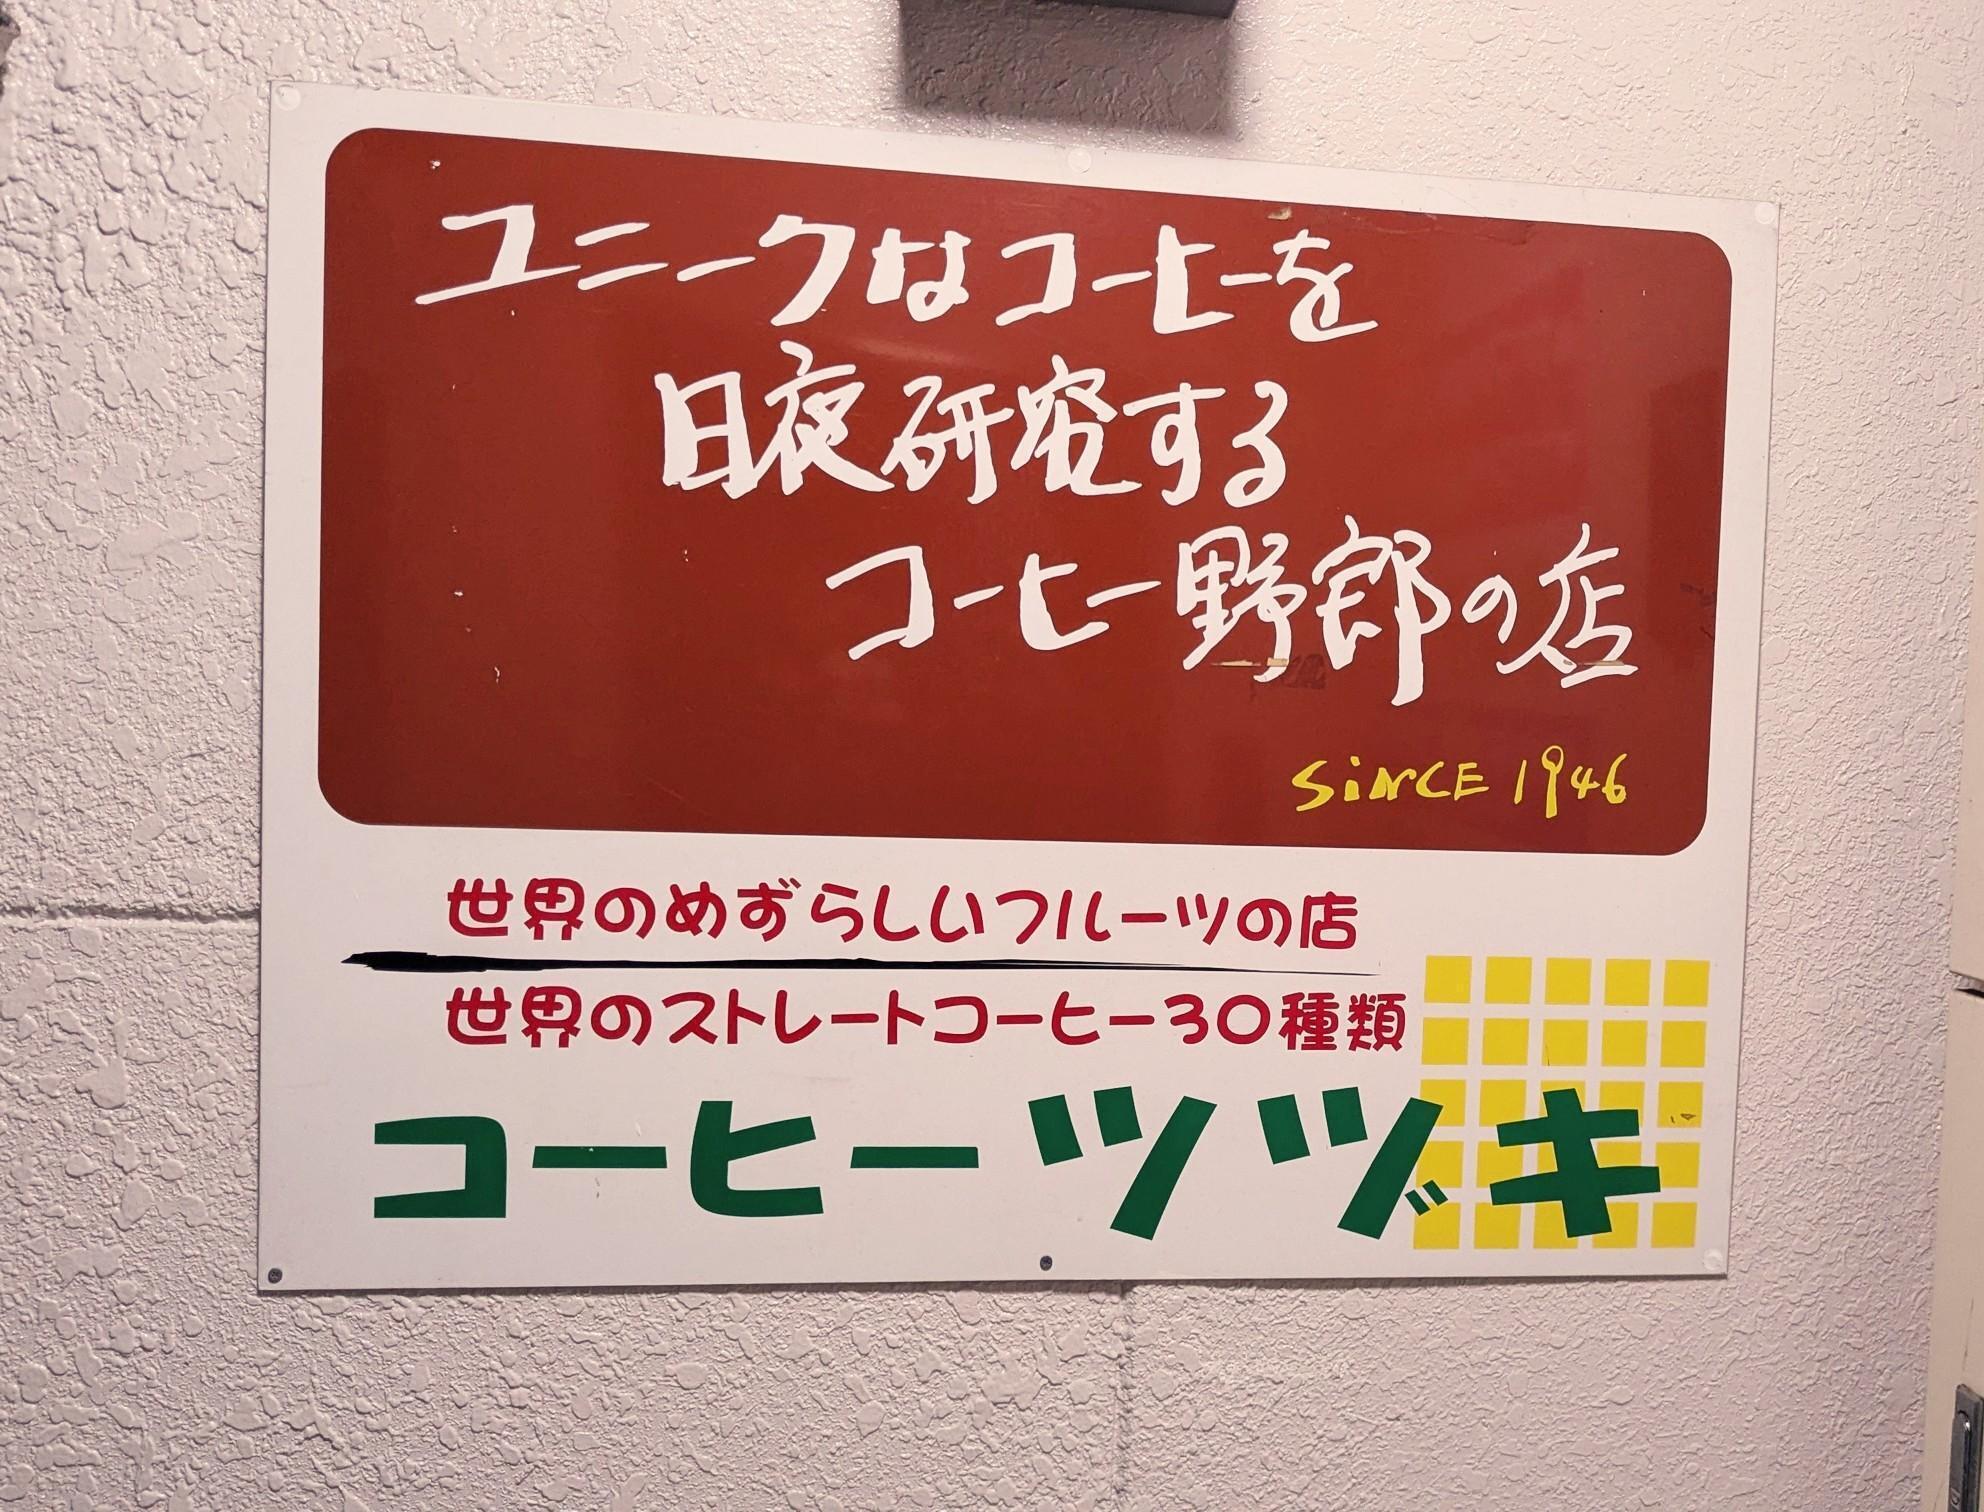 ユニークなコーヒーを
日夜研究する
コーヒー野郎の店
SiNCE 1946
世界のめずらしいフルーツの店
世界のストレートコーヒー30種類
コーヒーツヅキ